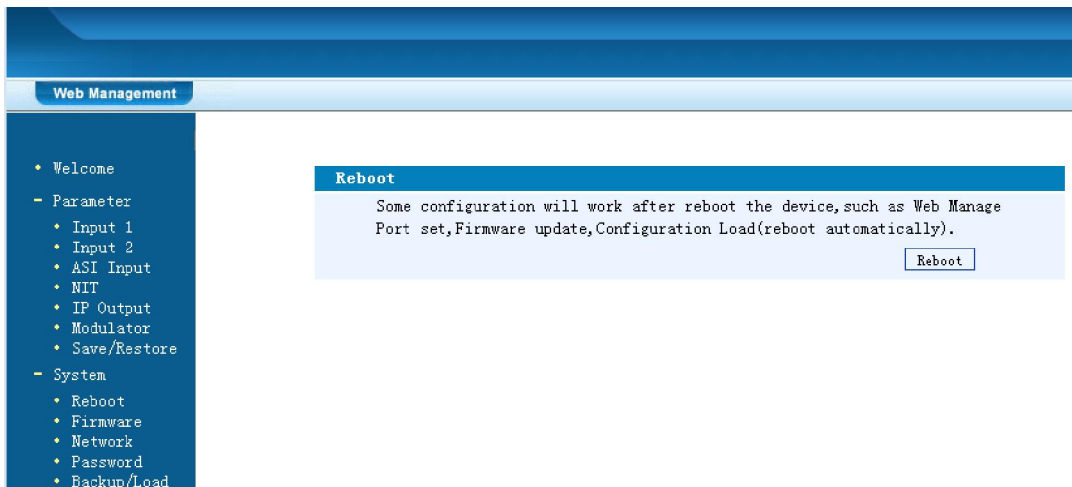 Web Management
Welcome
Parameter
Input 1
Input 2
ASI Input
NIT
IP Output
Modulator
Save/Restore
System
Reboot
Firmware
Network
Password
Backup/Load
Reboot
Some configuration will work after reboot the device,such as Web Manage
Port set,Firmware update,Configuration Load(reboot automatically).
Reboot